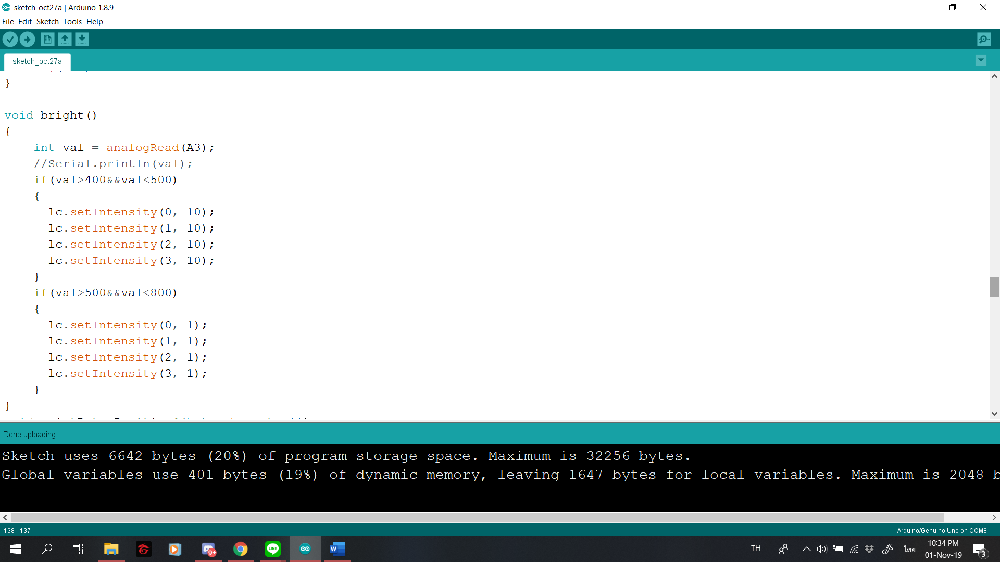 sketch_oct27a | Arduino 1.8.9
File Edit Sketch Tools Help
sketch_oct27a
}
void bright()
{
int val = analogRead(A3);
//Serial.println(val);
if(val>400&&val<500)
{
lc.setIntensity(0, 10);
lc.setIntensity(1, 10);
lc.setIntensity(2, 10);
lc.setIntensity(3, 10);
}
if(val>500&&val<800)
{
lc.setIntensity(0, 1);
lc.setIntensity(1, 1);
lc.setIntensity(2, 1);
lc.setIntensity(3, 1);
}
}
Done uploading.
Sketch uses 6642 bytes (20%) of program storage space. Maximum is 32256 bytes.
Global variables use 401 bytes (19%) of dynamic memory, leaving 1647 bytes for local variables. Maximum is 2048 b
138 - 137
Arduino/Genuino Uno on COM8
9+
LINE
W
TH
ไทย
10:34 PM
01-Nov-19
3